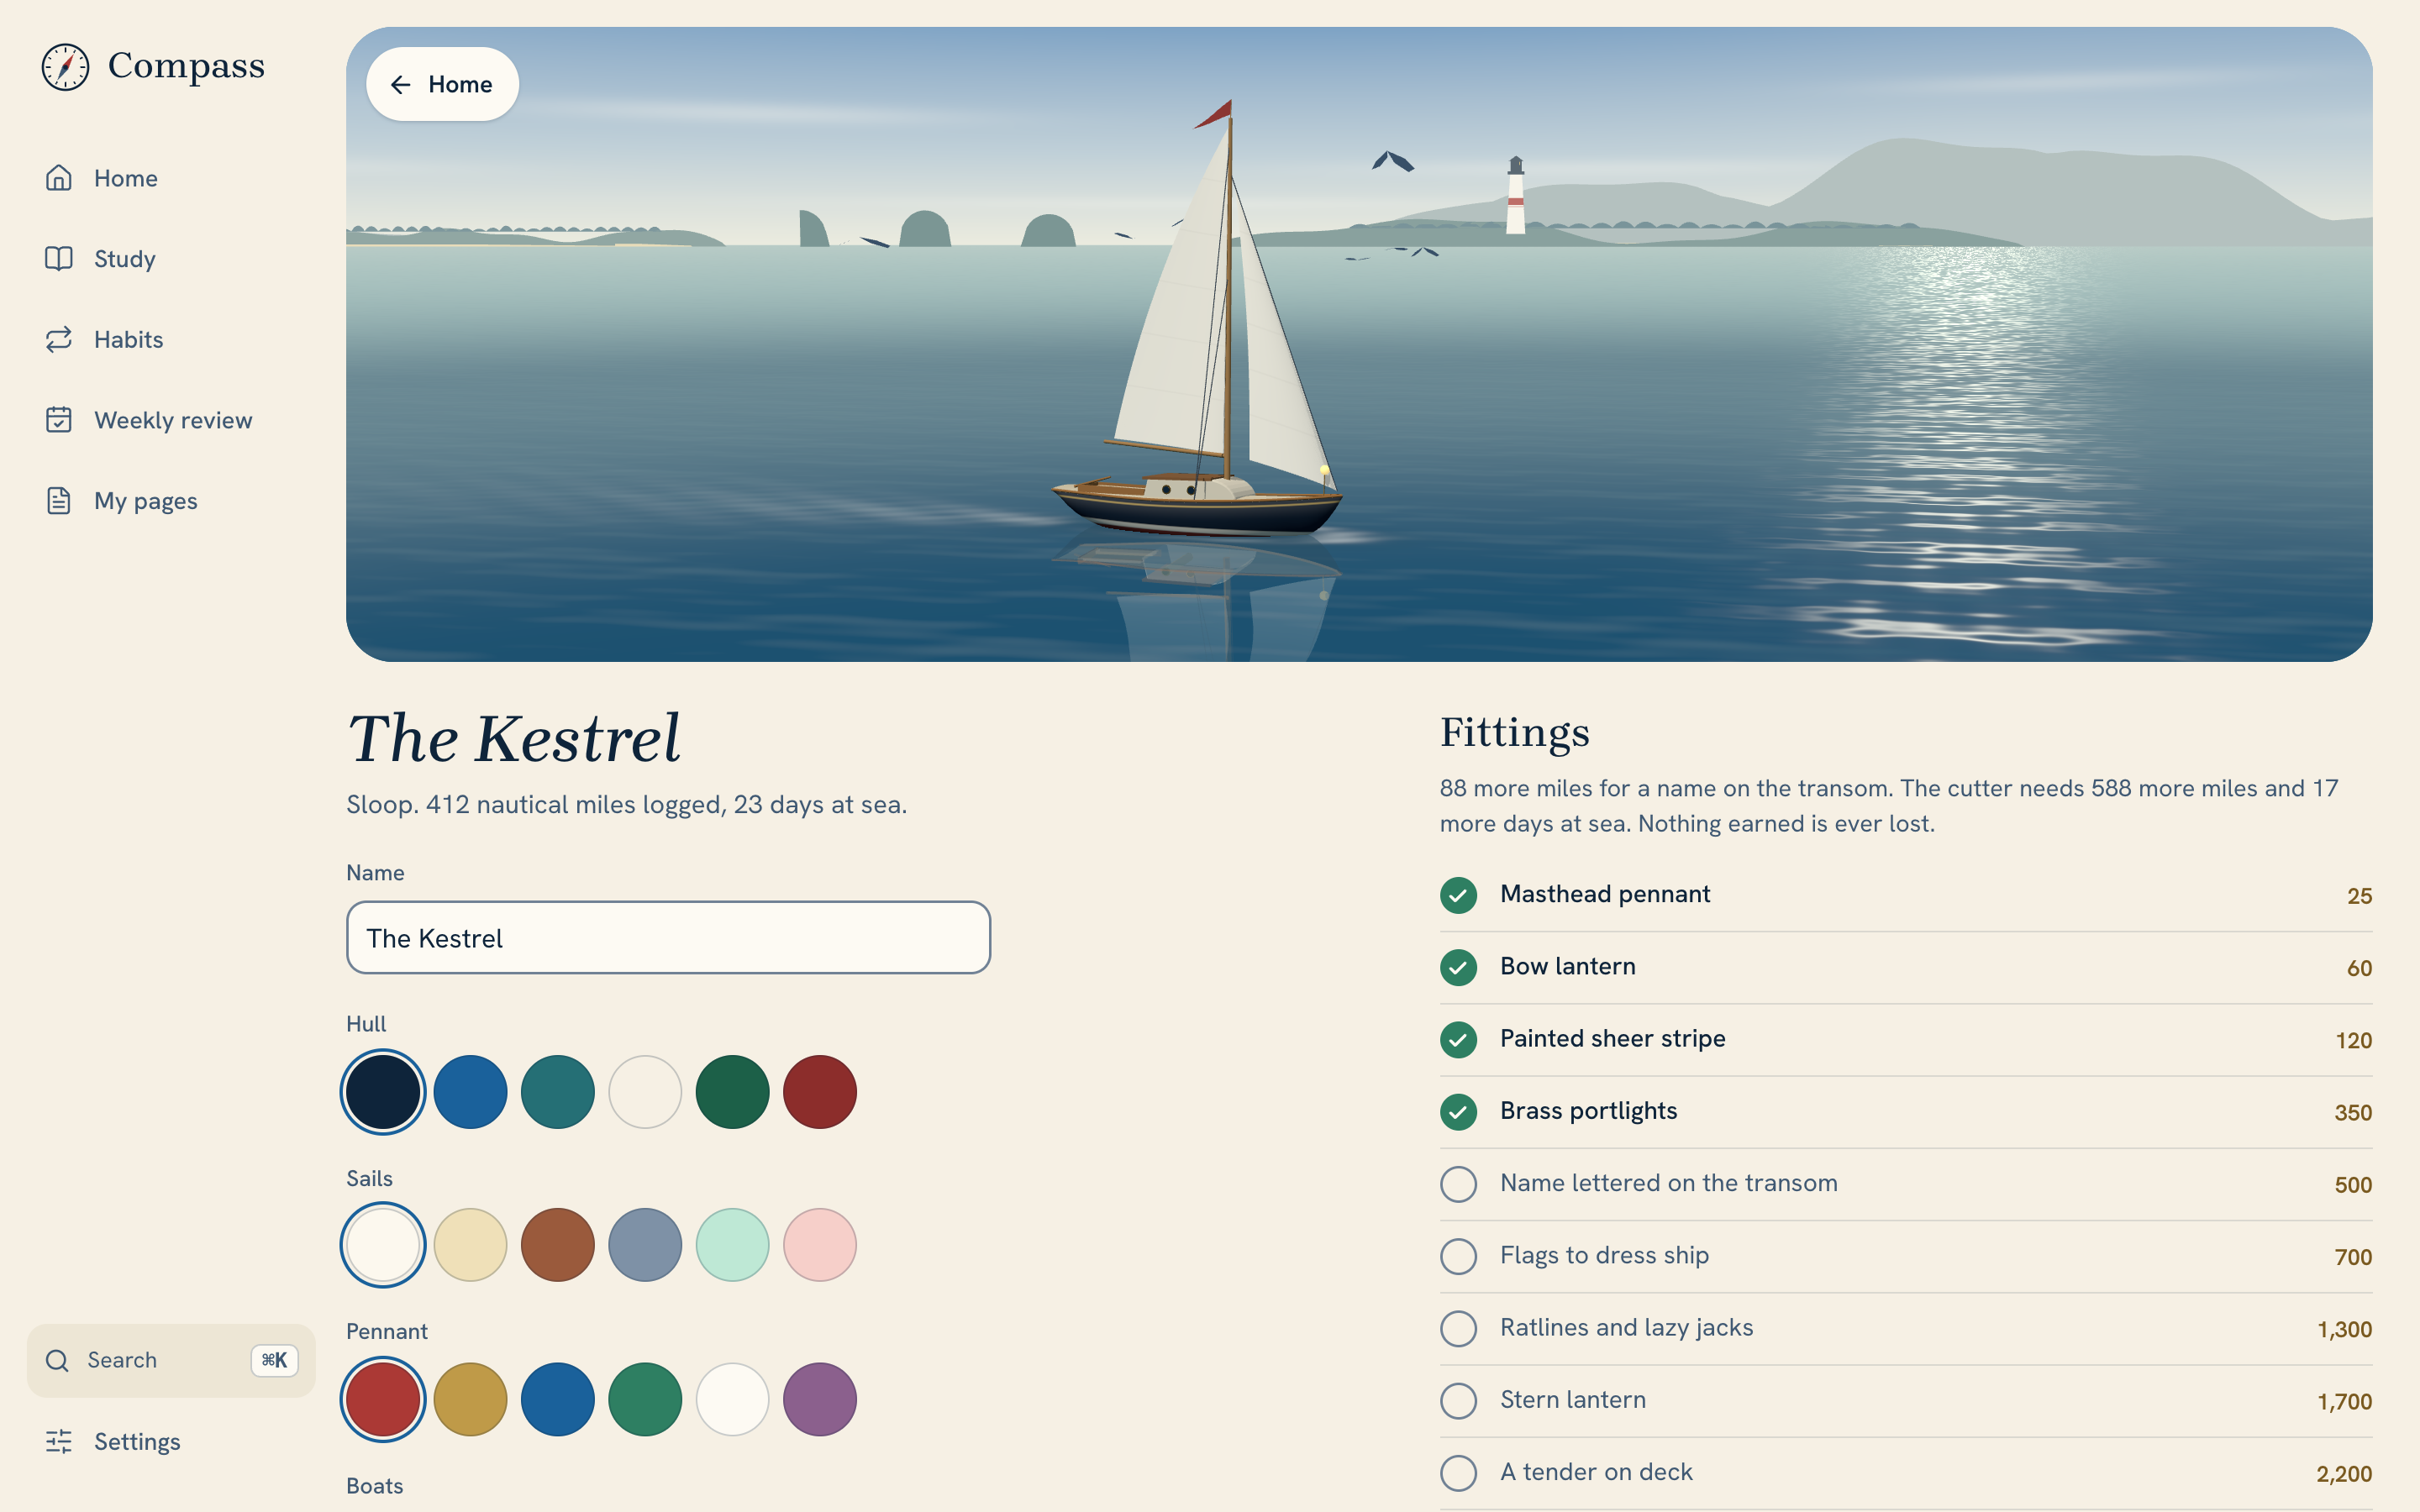 Compass
Home
Study
Habits
Weekly review
My pages
Search
⌘K
Settings
Home
The Kestrel
Sloop. 412 nautical miles logged, 23 days at sea.
Name
The Kestrel
Hull
Sails
Pennant
Boats
Fittings
88 more miles for a name on the transom. The cutter needs 588 more miles and 17
more days at sea. Nothing earned is ever lost.
Masthead pennant 25
Bow lantern 60
Painted sheer stripe 120
Brass portlights 350
Name lettered on the transom 500
Flags to dress ship 700
Ratlines and lazy jacks 1,300
Stern lantern 1,700
A tender on deck 2,200